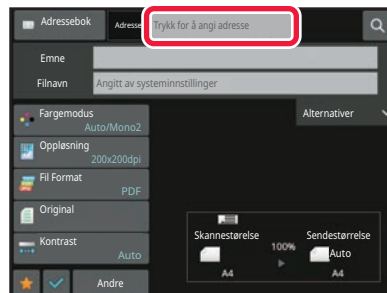 Adressebok
Adresse
Trykk for å angi adresse
Emne
Filnavn
Angitt av systeminnstillinger
Fargemodus
Auto/Mono2
Alternativer
Oppløsning
200x200dpi
Fil Format
PDF
Original
Kontrast
Auto
Skannestørelse
100%
Sendestørrelse
Auto
A4
A4
Andre